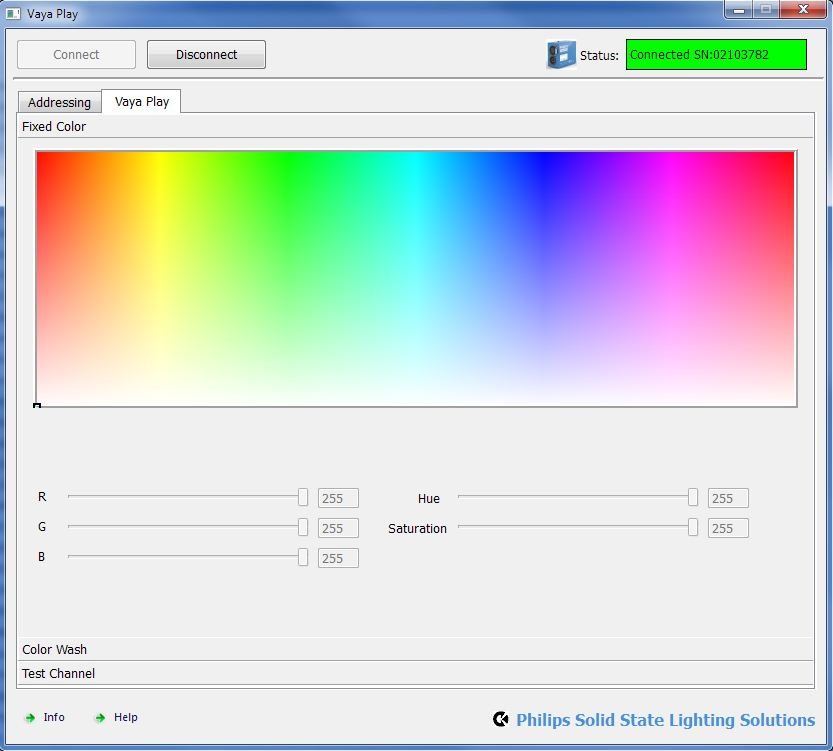 Vaya Play
Connect Disconnect Status: Connected SN:02103782
Addressing Vaya Play
Fixed Color
R 255 Hue 255
G 255 Saturation 255
B 255
Color Wash
Test Channel
Info Help Philips Solid State Lighting Solutions